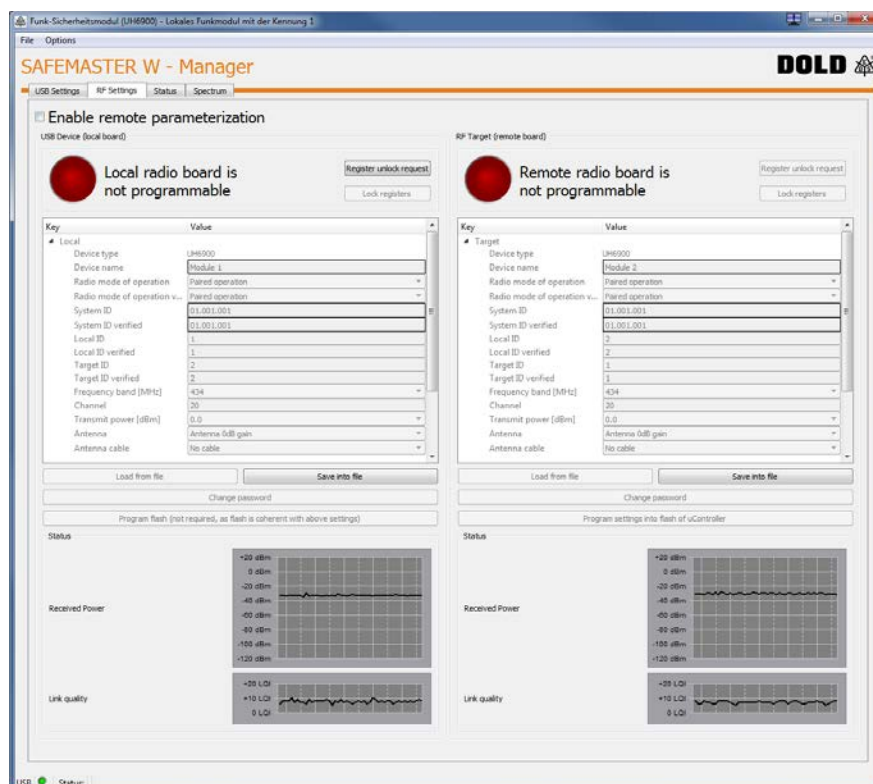 Funk-Sicherheitsmodul (UH6900) - Lokales Funkmodul mit der Kennung 1
File Options
SAFEMASTER W - Manager
DOLD
USB Settings RF Settings Status Spectrum
Enable remote parameterization
USB Device (local board)
Local radio board is
not programmable
Register unlock request
Lock registers
Key Value
Local
Device type UH6900
Device name Module 1
Radio mode of operation Paired operation
Radio mode of operation v... Paired operation
System ID 01.001.001
System ID verified 01.001.001
Local ID 1
Local ID verified 1
Target ID 2
Target ID verified 2
Frequency band [MHz] 434
Channel 20
Transmit power [dBm] 0.0
Antenna Antenna 0dB gain
Antenna cable No cable
Load from file Save into file
Change password
Program flash (not required, as flash is coherent with above settings)
Status
Received Power
+20 dBm
0 dBm
-20 dBm
-40 dBm
-60 dBm
-80 dBm
-100 dBm
-120 dBm
Link quality
+20 LQI
+10 LQI
0 LQI
RF Target (remote board)
Remote radio board is
not programmable
Register unlock request
Lock registers
Key Value
Target
Device type UH6900
Device name Module 2
Radio mode of operation Paired operation
Radio mode of operation v... Paired operation
System ID 01.001.001
System ID verified 01.001.001
Local ID 2
Local ID verified 2
Target ID 1
Target ID verified 1
Frequency band [MHz] 434
Channel 20
Transmit power [dBm] 0.0
Antenna Antenna 0dB gain
Antenna cable No cable
Load from file Save into file
Change password
Program settings into flash of uController
Status
Received Power
+20 dBm
0 dBm
-20 dBm
-40 dBm
-60 dBm
-80 dBm
-100 dBm
-120 dBm
Link quality
+20 LQI
+10 LQI
0 LQI
USB Status: